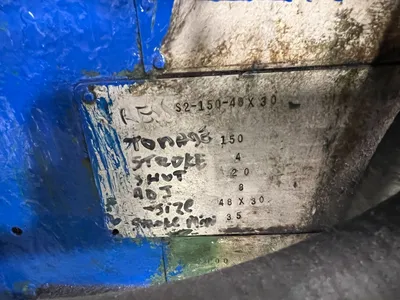 S2-150-48 X 30
TONAGE 150
STROKE 4
SHUT 20
ADJ 8
SIZE 48 X 30
35